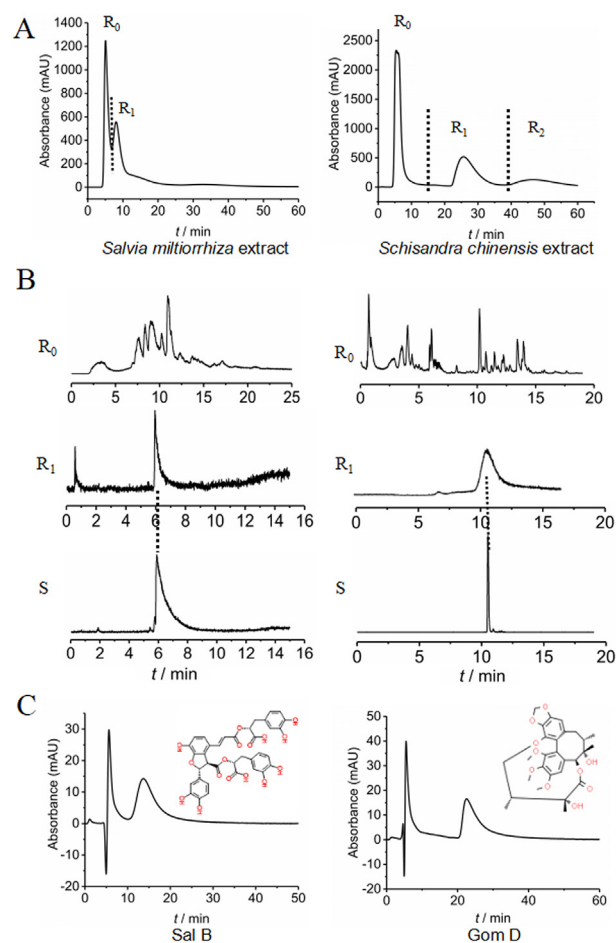 A
R0
R1
Absorbance (mAU)
1400
1200
1000
800
600
400
200
0
0 10 20 30 40 50 60
t / min
Salvia miltiorrhiza extract
R0
R1
R2
Absorbance (mAU)
2500
2000
1500
1000
500
0
0 10 20 30 40 50 60
t / min
Schisandra chinensis extract
B
R0
0 5 10 15 20 25
R0
0 5 10 15 20
R1
0 2 4 6 8 10 12 14 16
R1
0 5 10 15 20
S
0 2 4 6 8 10 12 14 16
t / min
S
0 5 10 15 20
t / min
C
Absorbance (mAU)
30
20
10
0
-10
-20
0 10 20 30 40 50
t / min
Sal B
Absorbance (mAU)
50
40
30
20
10
0
-10
-20
0 20 40 60
OH
O
O
O
OH
t / min
Gom D